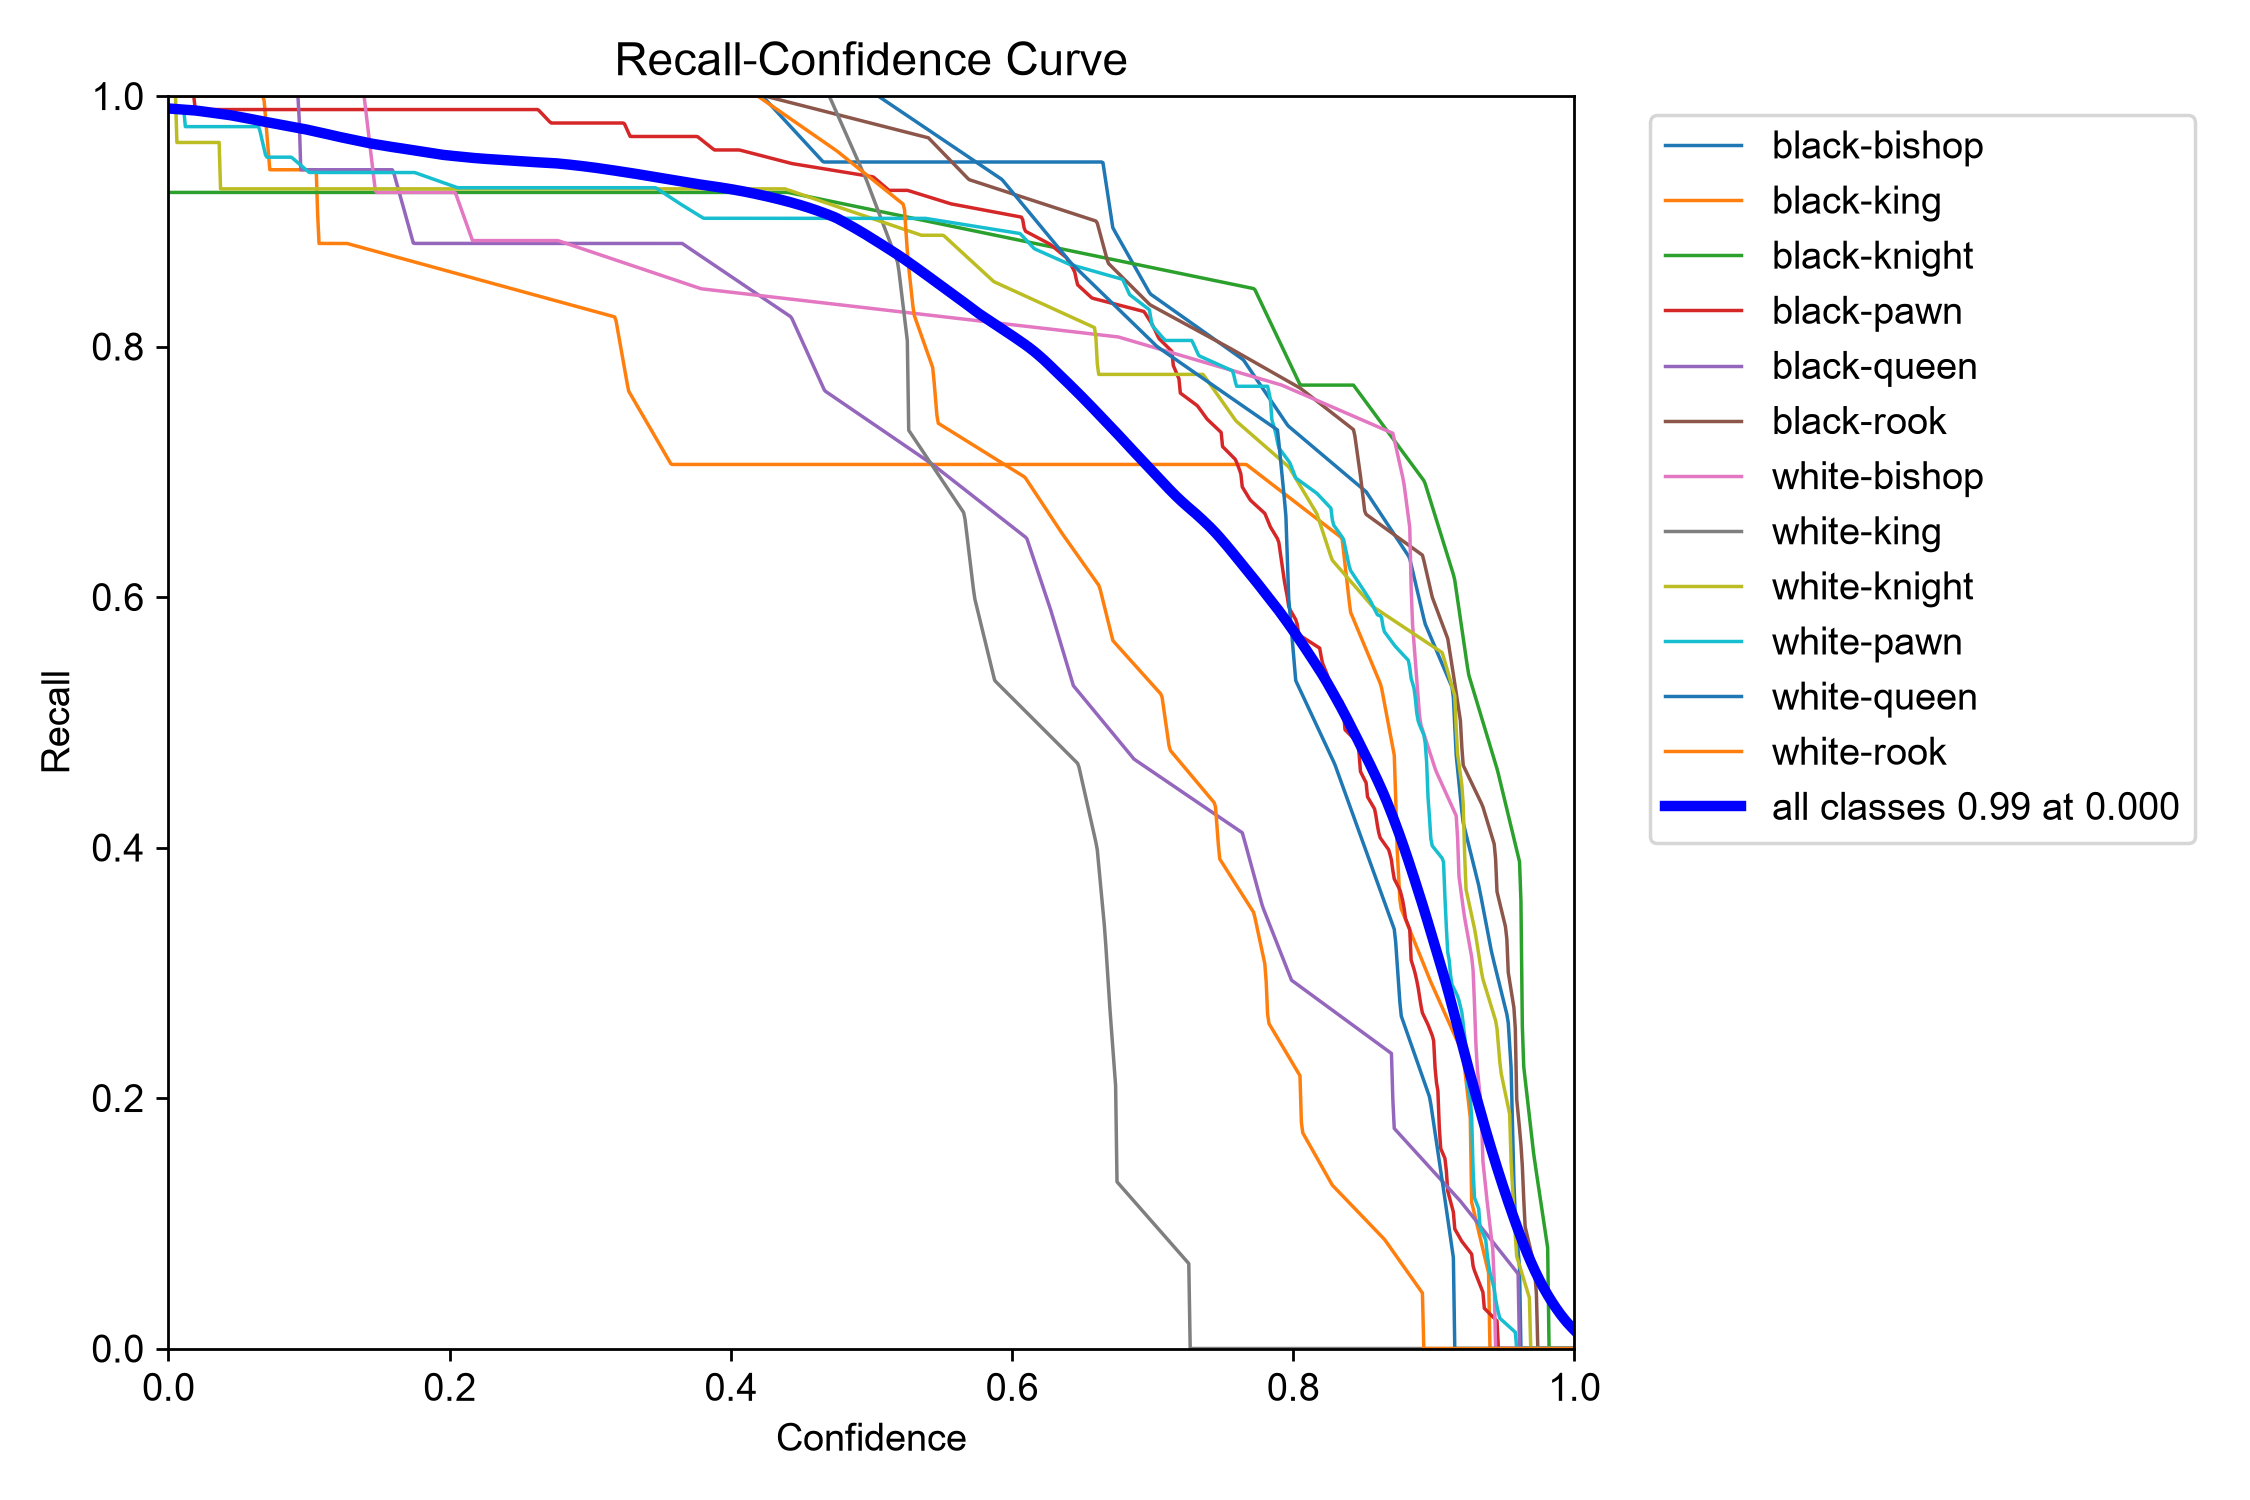 Recall-Confidence Curve
1.0
0.8
0.6
0.4
0.2
0.0
Recall
0.0 0.2 0.4 0.6 0.8 1.0
Confidence
black-bishop
black-king
black-knight
black-pawn
black-queen
black-rook
white-bishop
white-king
white-knight
white-pawn
white-queen
white-rook
all classes 0.99 at 0.000